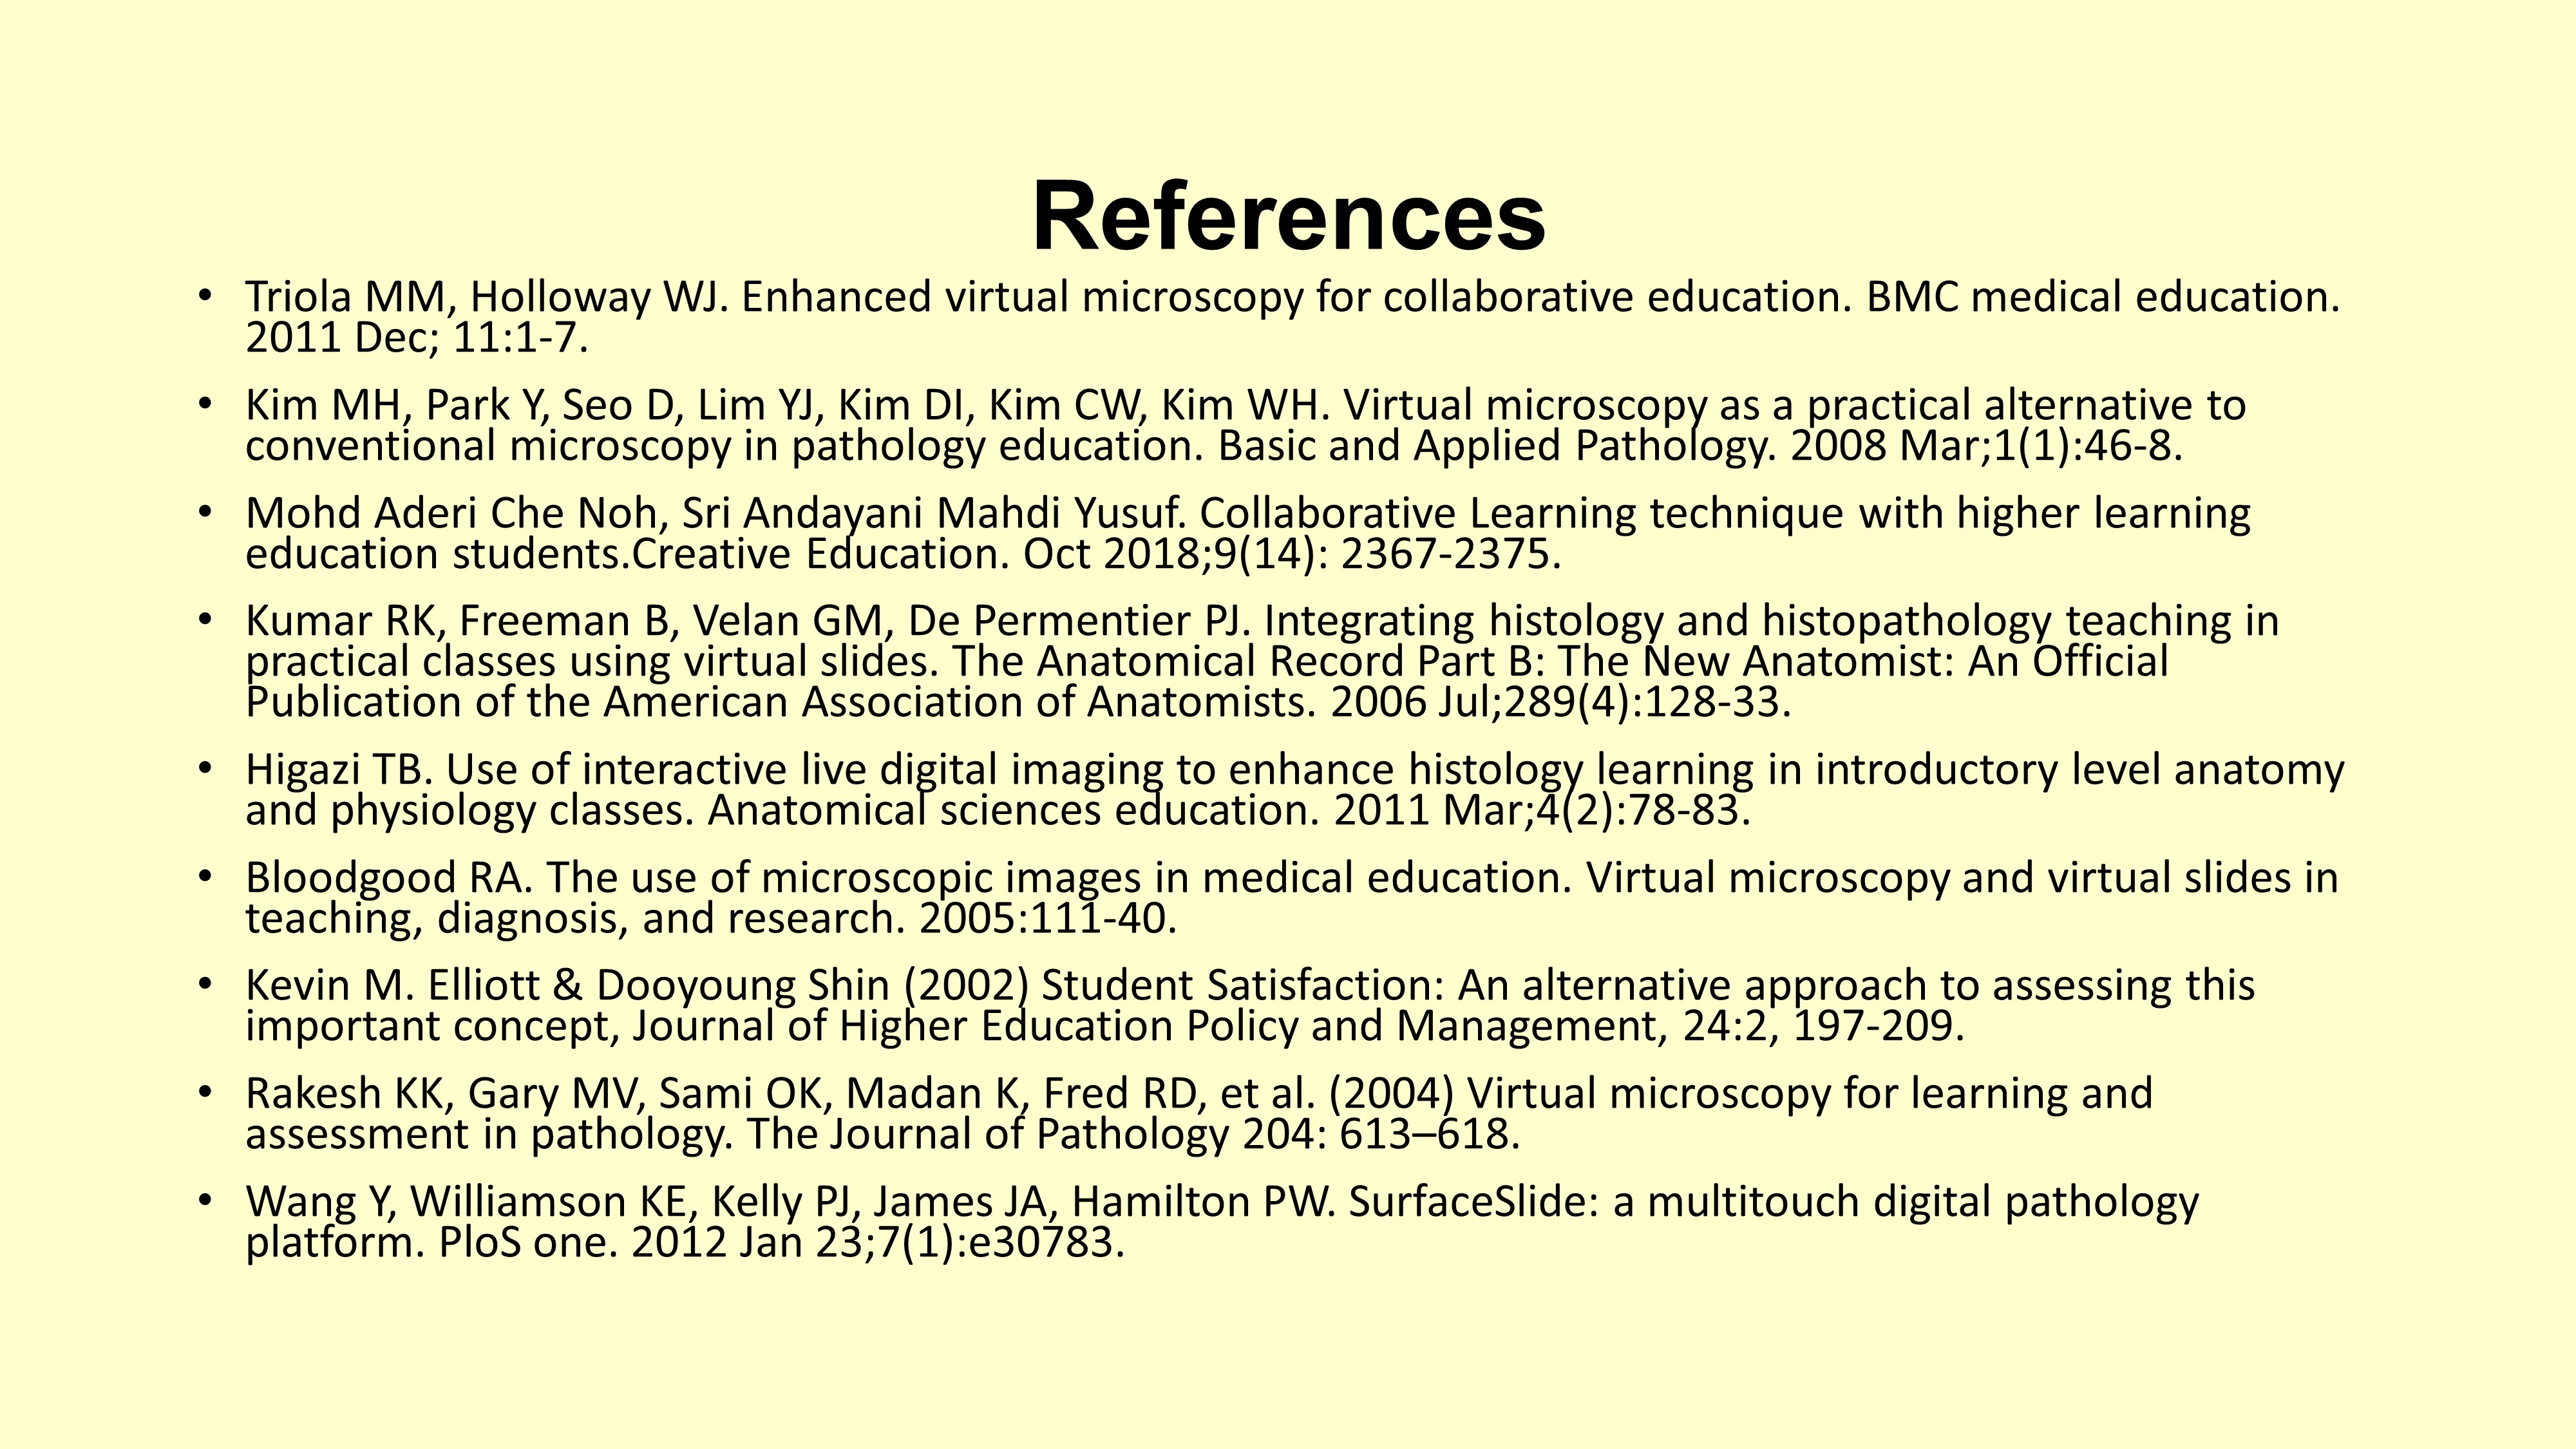 References
• Triola MM, Holloway WJ. Enhanced virtual microscopy for collaborative education. BMC medical education.
2011 Dec; 11:1-7.
• Kim MH, Park Y, Seo D, Lim YJ, Kim DI, Kim CW, Kim WH. Virtual microscopy as a practical alternative to
conventional microscopy in pathology education. Basic and Applied Pathology. 2008 Mar;1(1):46-8.
• Mohd Aderi Che Noh, Sri Andayani Mahdi Yusuf. Collaborative Learning technique with higher learning
education students.Creative Education. Oct 2018;9(14): 2367-2375.
• Kumar RK, Freeman B, Velan GM, De Permentier PJ. Integrating histology and histopathology teaching in
practical classes using virtual slides. The Anatomical Record Part B: The New Anatomist: An Official
Publication of the American Association of Anatomists. 2006 Jul;289(4):128-33.
• Higazi TB. Use of interactive live digital imaging to enhance histology learning in introductory level anatomy
and physiology classes. Anatomical sciences education. 2011 Mar;4(2):78-83.
• Bloodgood RA. The use of microscopic images in medical education. Virtual microscopy and virtual slides in
teaching, diagnosis, and research. 2005:111-40.
• Kevin M. Elliott & Dooyoung Shin (2002) Student Satisfaction: An alternative approach to assessing this
important concept, Journal of Higher Education Policy and Management, 24:2, 197-209.
• Rakesh KK, Gary MV, Sami OK, Madan K, Fred RD, et al. (2004) Virtual microscopy for learning and
assessment in pathology. The Journal of Pathology 204: 613–618.
• Wang Y, Williamson KE, Kelly PJ, James JA, Hamilton PW. SurfaceSlide: a multitouch digital pathology
platform. PloS one. 2012 Jan 23;7(1):e30783.